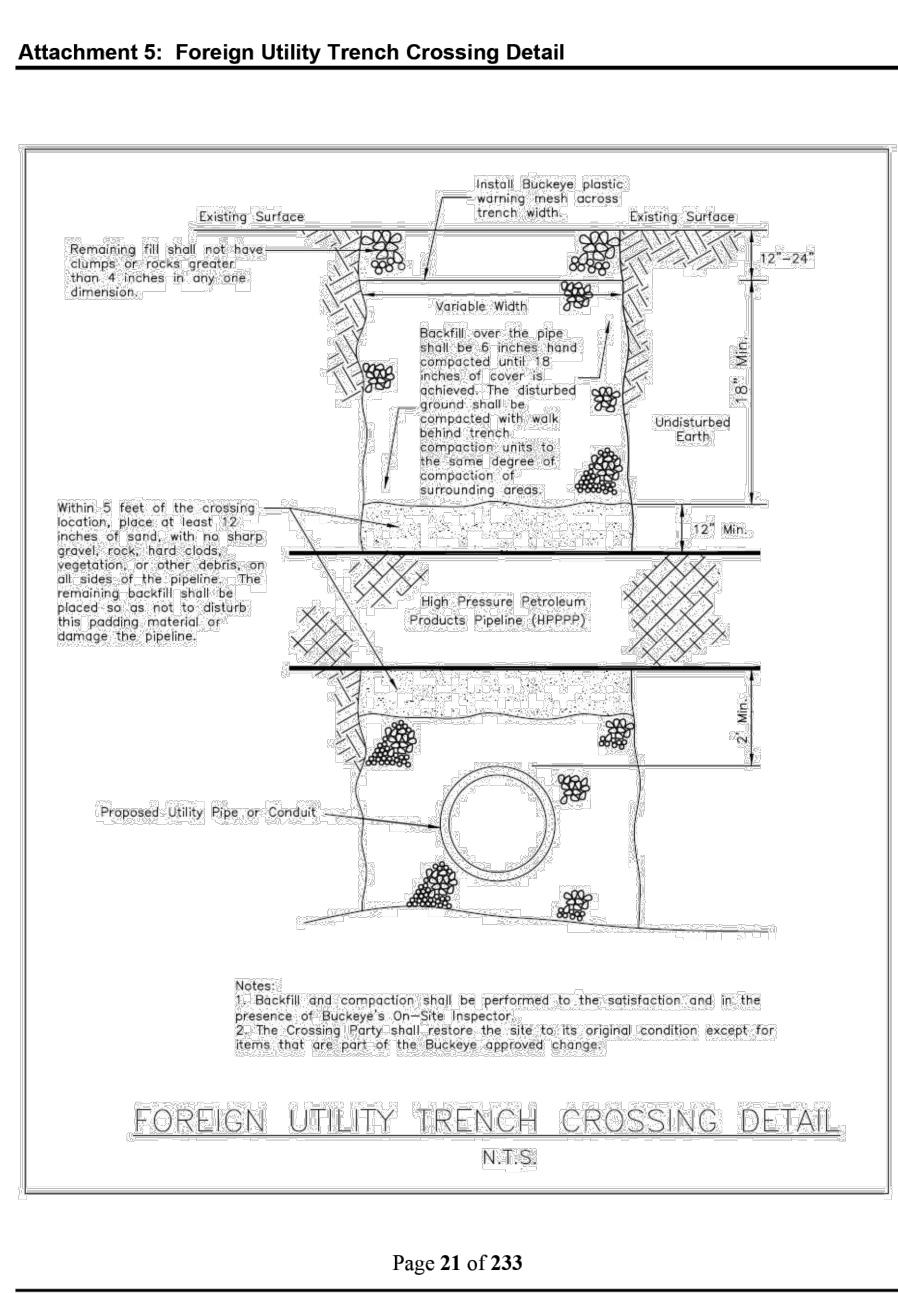 Attachment 5: Foreign Utility Trench Crossing Detail
Install Buckeye plastic
warning mesh across
trench width.
Existing Surface
Existing Surface
Remaining fill shall not have
clumps or rocks greater
than 4 inches in any one
dimension.
12"-24"
Variable Width
Backfill over the pipe
shall be 6 inches hand
compacted until 18
inches of cover is
achieved. The disturbed
ground shall be
compacted with walk
behind trench
compaction units to
the same degree of
compaction of
surrounding areas.
18" Min.
Undisturbed
Earth
Within 5 feet of the crossing
location, place at least 12
inches of sand, with no sharp
gravel, rock, hard clods,
vegetation, or other debris, on
all sides of the pipeline. The
remaining backfill shall be
placed so as not to disturb
this padding material or
damage the pipeline.
12" Min.
High Pressure Petroleum
Products Pipeline (HPPPP)
2' Min.
Proposed Utility Pipe or Conduit
Notes:
1. Backfill and compaction shall be performed to the satisfaction and in the
presence of Buckeye's On-Site Inspector.
2. The Crossing Party shall restore the site to its original condition except for
items that are part of the Buckeye approved change.
FOREIGN UTILITY TRENCH CROSSING DETAIL
N.T.S.
Page 21 of 233